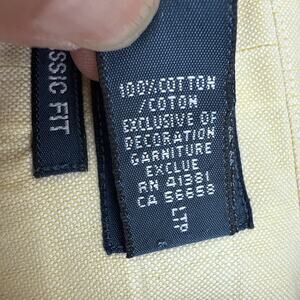 SSIC FIT
100% COTTON
/COTON
EXCLUSIVE OF
DECORATION
GARNITURE
EXCLUE
RN 41381
CA 56658
LTP